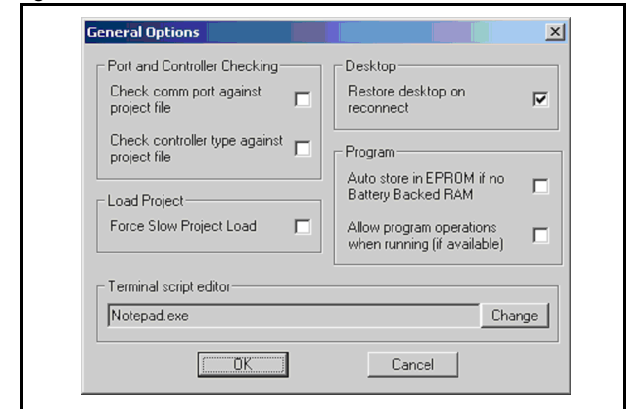 General Options
Port and Controller Checking
Check comm port against
project file
Check controller type against
project file
Load Project
Force Slow Project Load
Desktop
Restore desktop on
reconnect
Program
Auto store in EPROM if no
Battery Backed RAM
Allow program operations
when running (if available)
Terminal script editor
Notepad.exe
Change
OK
Cancel